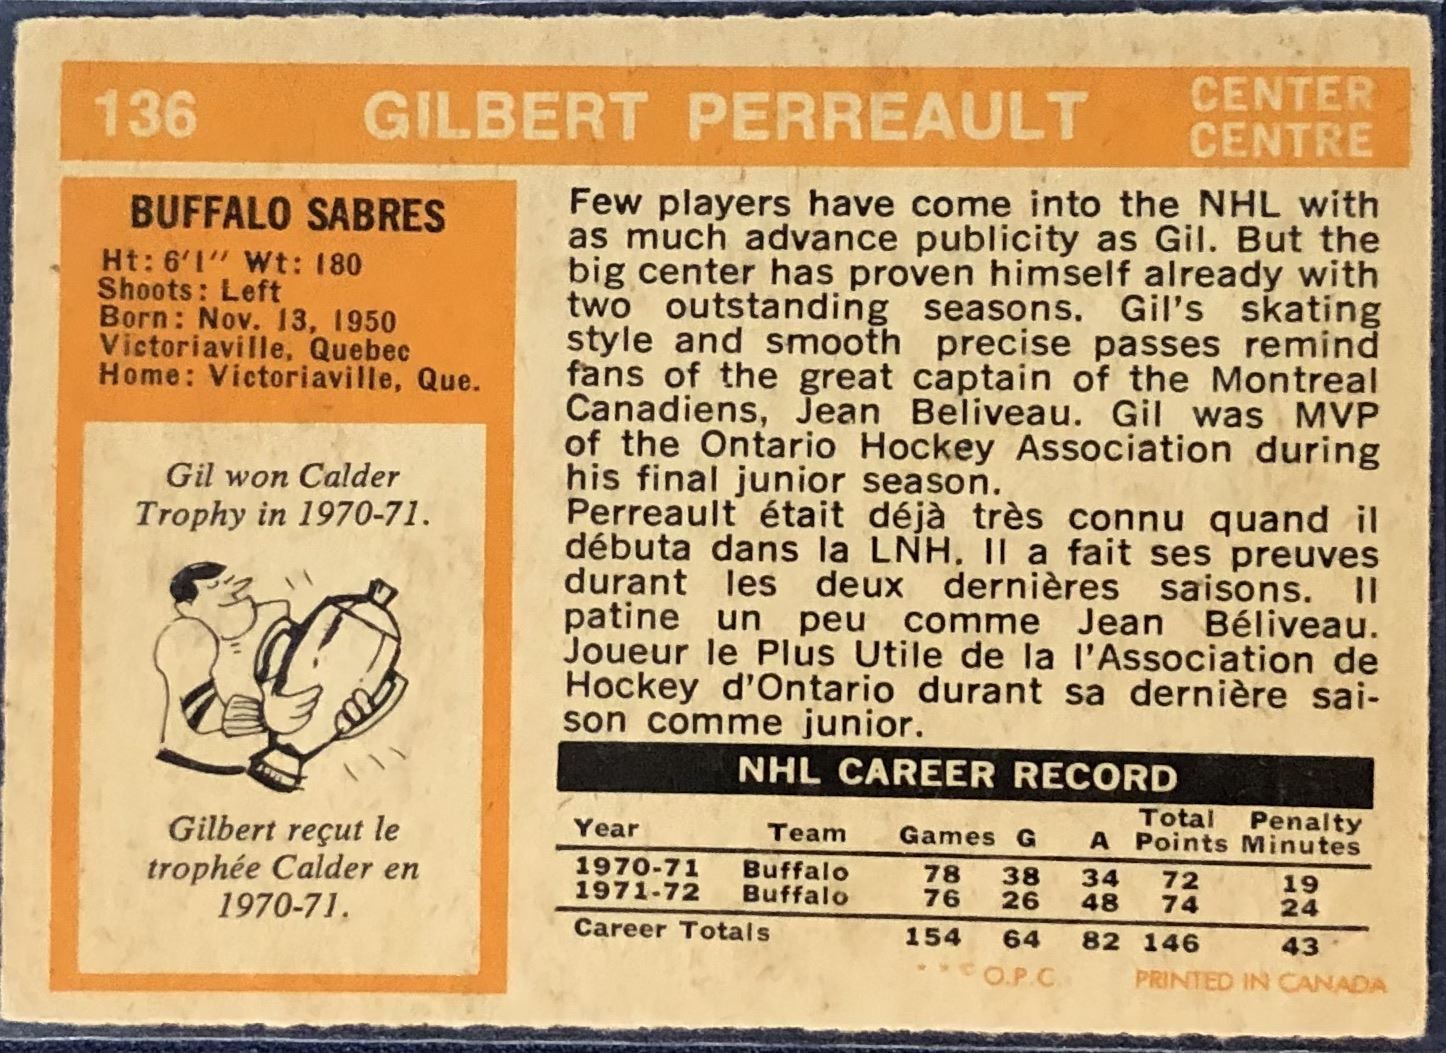 136 GILBERT PERREAULT CENTER
CENTRE
BUFFALO SABRES
Ht: 6'1" Wt: 180
Shoots: Left
Born: Nov. 13, 1950
Victoriaville, Quebec
Home: Victoriaville, Que.
Gil won Calder
Trophy in 1970-71.
Gilbert reçut le
trophée Calder en
1970-71.
Few players have come into the NHL with
as much advance publicity as Gil. But the
big center has proven himself already with
two outstanding seasons. Gil's skating
style and smooth precise passes remind
fans of the great captain of the Montreal
Canadiens, Jean Beliveau. Gil was MVP
of the Ontario Hockey Association during
his final junior season.
Perreault était déjà très connu quand il
débuta dans la LNH. Il a fait ses preuves
durant les deux dernières saisons. Il
patine un peu comme Jean Béliveau.
Joueur le Plus Utile de la l'Association de
Hockey d'Ontario durant sa dernière sai-
son comme junior.
NHL CAREER RECORD
Year Team Games G A Total Points Penalty Minutes
1970-71 Buffalo 78 38 34 72 19
1971-72 Buffalo 76 26 48 74 24
Career Totals 154 64 82 146 43
* * © O.P.C. PRINTED IN CANADA